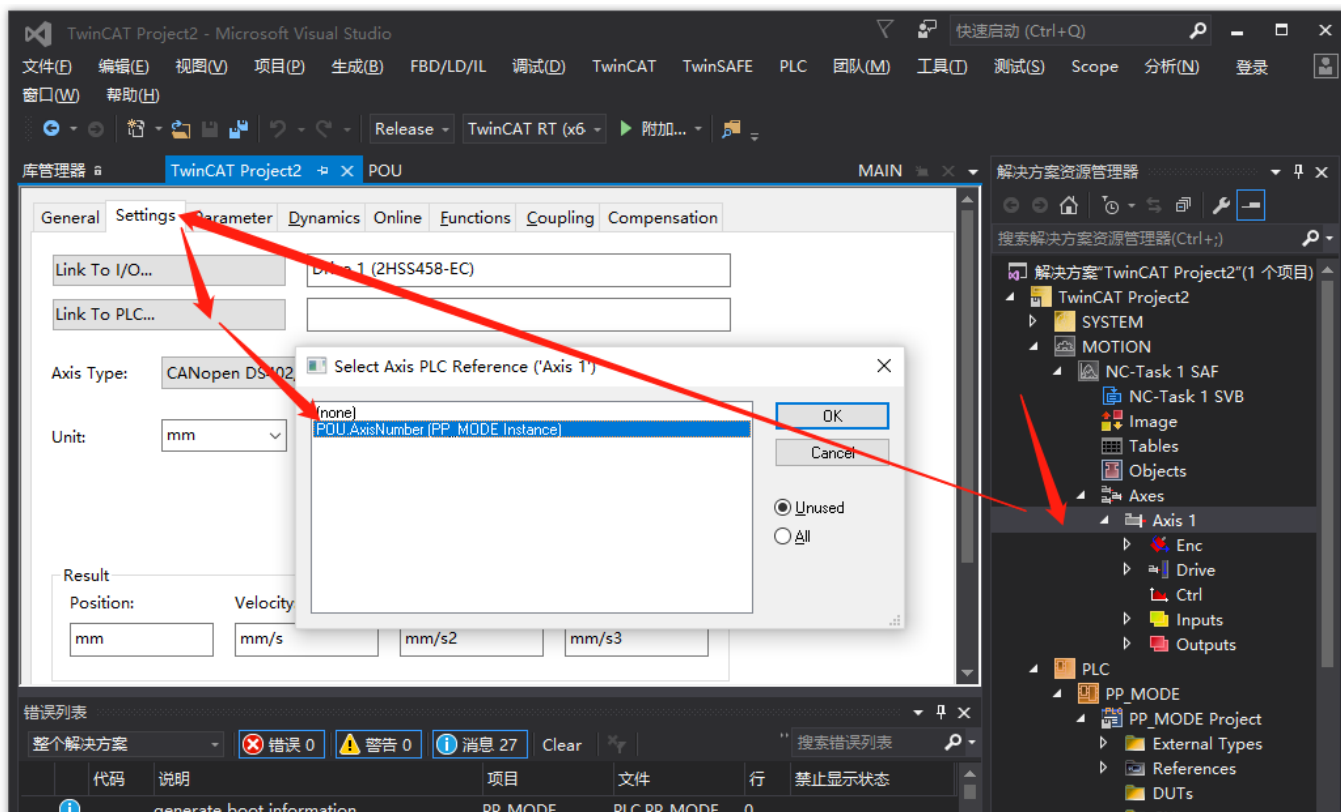 TwinCAT Project2 - Microsoft Visual Studio
快速启动 (Ctrl+Q)
文件(F) 编辑(E) 视图(V) 项目(P) 生成(B) FBD/LD/IL 调试(D) TwinCAT TwinSAFE PLC 团队(M) 工具(T) 测试(S) Scope 分析(N) 登录
窗口(W) 帮助(H)
Release TwinCAT RT (x6 附加...
库管理器 TwinCAT Project2 POU MAIN
General Settings Parameter Dynamics Online Functions Coupling Compensation
Link To I/O... Drive 1 (2HSS458-EC)
Link To PLC...
Axis Type: CANopen DS402,
Unit: mm
Select Axis PLC Reference ('Axis 1')
(none)
POU.AxisNumber (PP_MODE Instance)
OK
Cancel
Unused
All
Result
Position: Velocity
mm mm/s mm/s2 mm/s3
错误列表
整个解决方案 错误 0 警告 0 消息 27 Clear " 搜索错误列表
代码 说明 项目 文件 行 禁止显示状态
generate boot information PP_MODE PLC.PP_MODE 0
解决方案资源管理器
搜索解决方案资源管理器(Ctrl+;)
解决方案"TwinCAT Project2"(1 个项目)
TwinCAT Project2
SYSTEM
MOTION
NC-Task 1 SAF
NC-Task 1 SVB
Image
Tables
Objects
Axes
Axis 1
Enc
Drive
Ctrl
Inputs
Outputs
PLC
PP_MODE
PP_MODE Project
External Types
References
DUTs